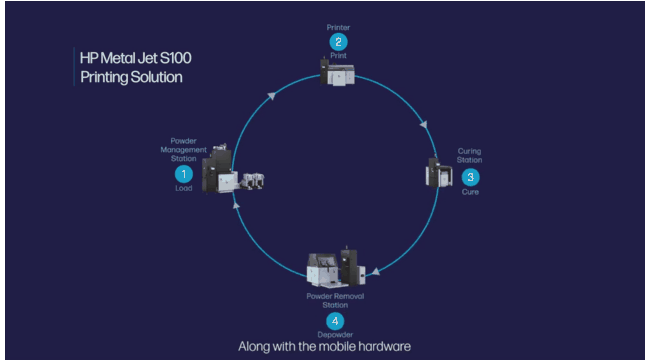 HP Metal Jet S100
Printing Solution
Printer
2
Print
Powder
Management
Station
1
Load
Curing
Station
3
Cure
Powder Removal
Station
4
Depowder
Along with the mobile hardware